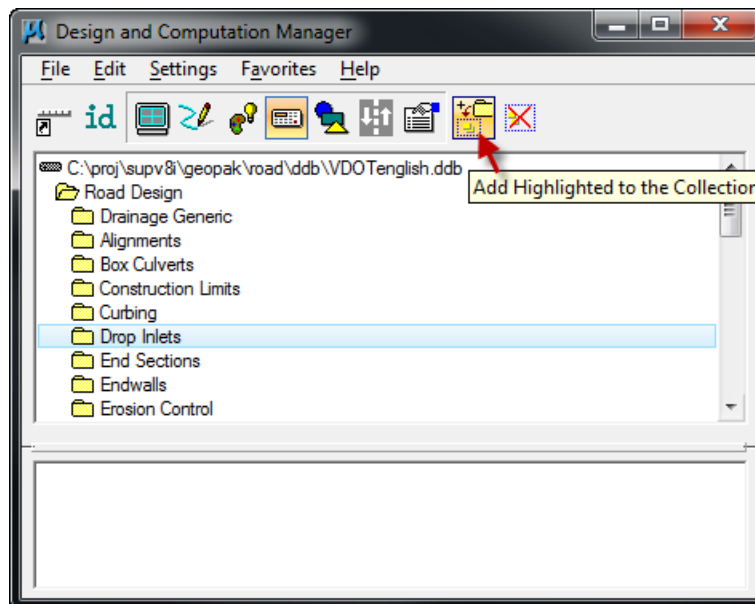 Design and Computation Manager
File Edit Settings Favorites Help
id
C:\proj\supv8i\geopak\road\ddb\VDOTenglish.ddb
Add Highlighted to the Collection
Road Design
Drainage Generic
Alignments
Box Culverts
Construction Limits
Curbing
Drop Inlets
End Sections
Endwalls
Erosion Control